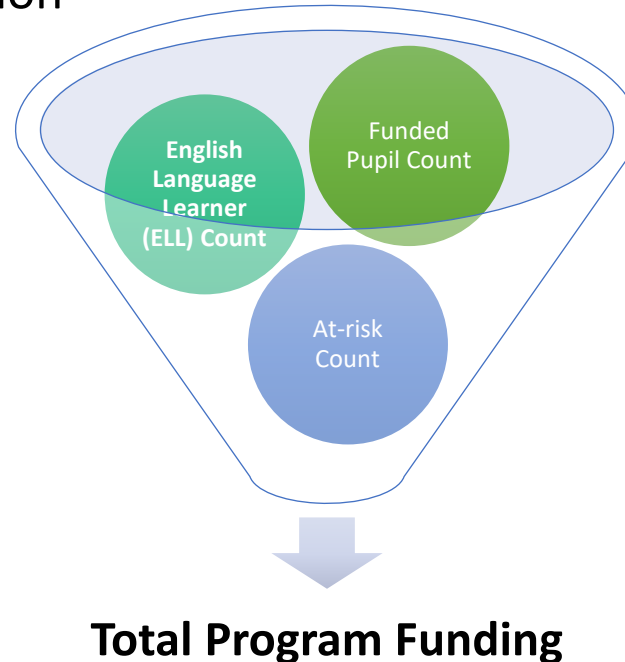 Funded
Pupil Count
English
Language
Learner
(ELL) Count
At-risk
Count
Total Program Funding